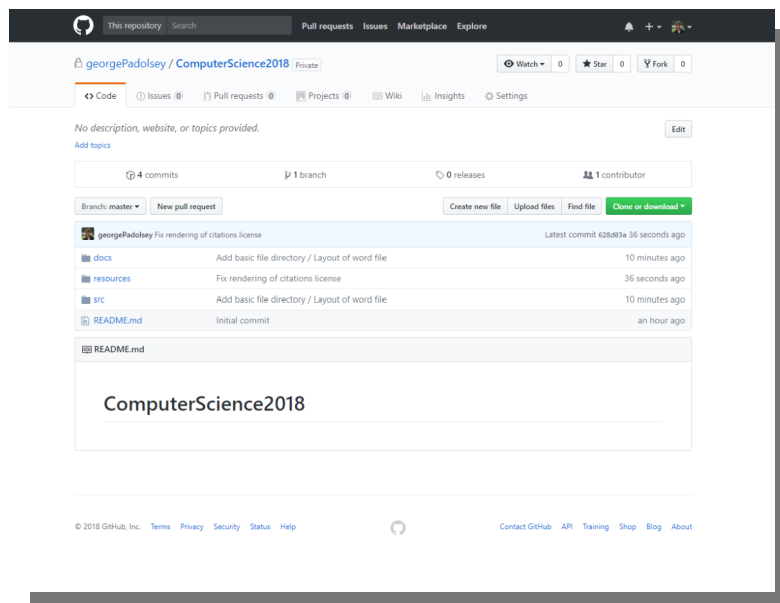 This repository Search Pull requests Issues Marketplace Explore
georgePadolsey / ComputerScience2018 Private Watch 0 Star 0 Fork 0
Code Issues 0 Pull requests 0 Projects 0 Wiki Insights Settings
No description, website, or topics provided. Edit
Add topics
4 commits 1 branch 0 releases 1 contributor
Branch: master New pull request Create new file Upload files Find file Clone or download
georgePadolsey Fix rendering of citations license Latest commit 628d03a 36 seconds ago
docs Add basic file directory / Layout of word file 10 minutes ago
resources Fix rendering of citations license 36 seconds ago
src Add basic file directory / Layout of word file 10 minutes ago
README.md Initial commit an hour ago
README.md
ComputerScience2018
© 2018 GitHub, Inc. Terms Privacy Security Status Help Contact GitHub API Training Shop Blog About